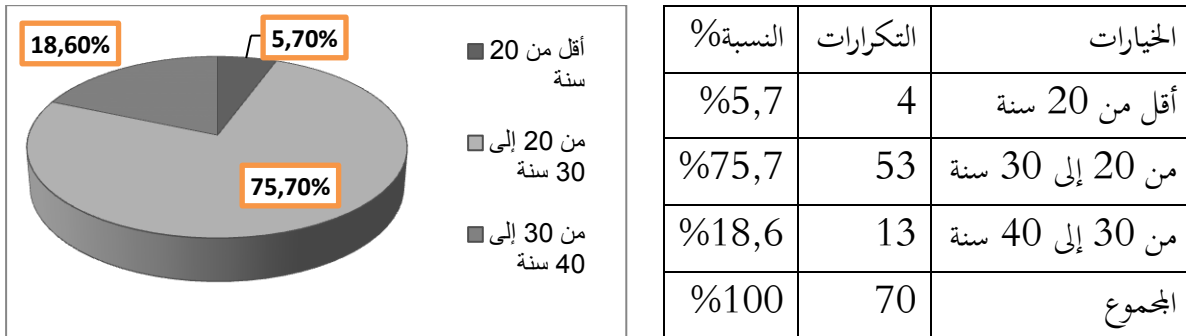 الخيارات التكرارات النسبة%
أقل من 20 سنة 4 5,7%
من 20 إلى 30 سنة 53 75,7%
من 30 إلى 40 سنة 13 18,6%
المجموع 70 100%
18,60%
5,70%
75,70%
أقل من 20
سنة
من 20 إلى
30 سنة
من 30 إلى
40 سنة